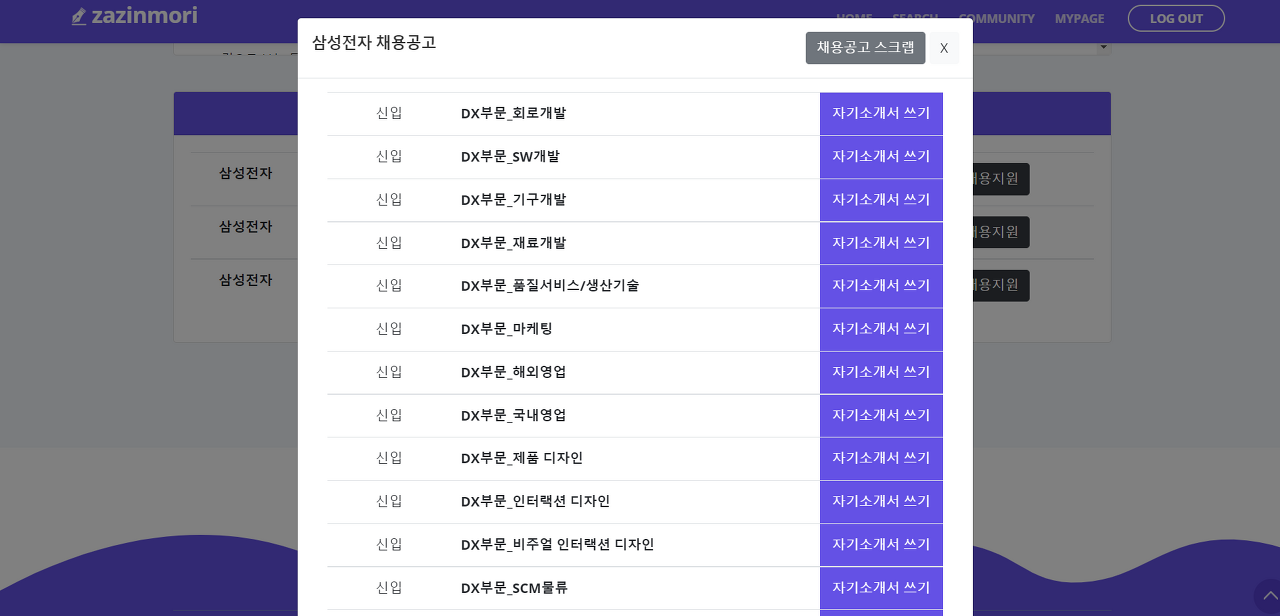 zazinmori
HOME SEARCH COMMUNITY MYPAGE LOG OUT
삼성전자 채용공고
채용공고 스크랩 X
신입 DX부문_회로개발 자기소개서 쓰기
신입 DX부문_SW개발 자기소개서 쓰기
삼성전자
신입 DX부문_기구개발 자기소개서 쓰기
삼성전자
신입 DX부문_재료개발 자기소개서 쓰기
삼성전자
신입 DX부문_품질서비스/생산기술 자기소개서 쓰기
신입 DX부문_마케팅 자기소개서 쓰기
신입 DX부문_해외영업 자기소개서 쓰기
신입 DX부문_국내영업 자기소개서 쓰기
신입 DX부문_제품 디자인 자기소개서 쓰기
신입 DX부문_인터랙션 디자인 자기소개서 쓰기
신입 DX부문_비주얼 인터랙션 디자인 자기소개서 쓰기
신입 DX부문_SCM물류 자기소개서 쓰기